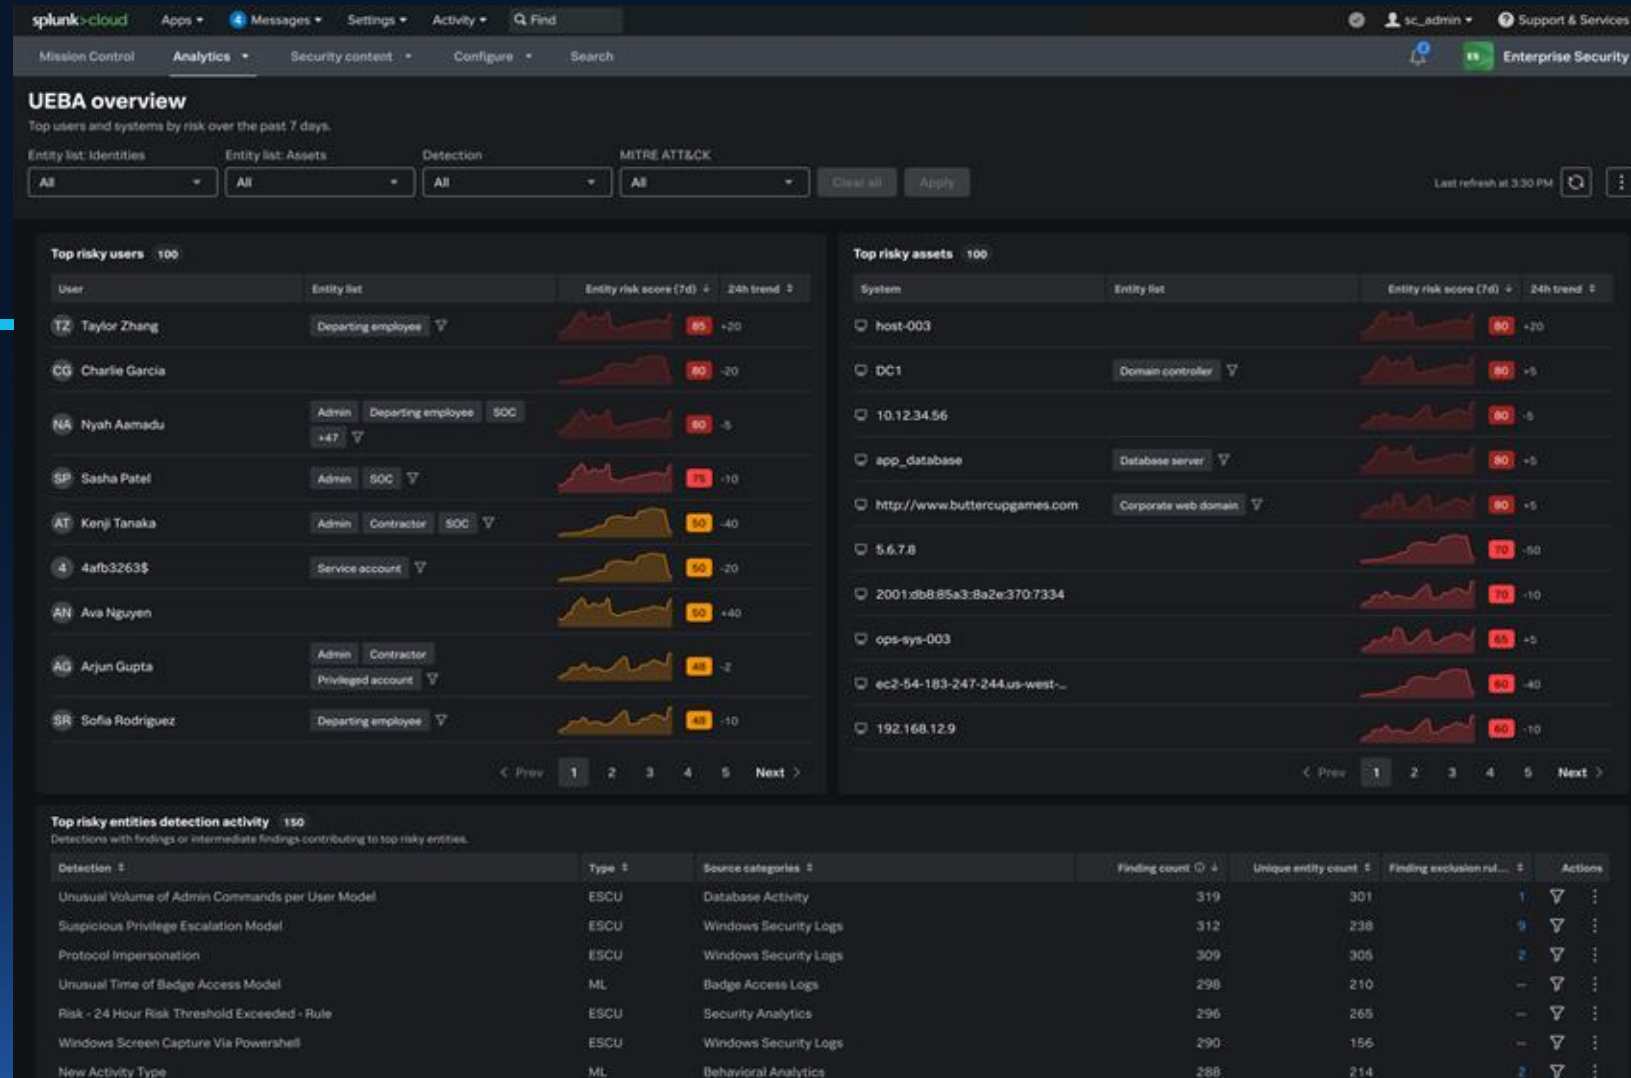 splunk>cloud Apps 4 Messages Settings Activity Find sc_admin Support & Services
Mission Control Analytics Security content Configure Search 2 ES Enterprise Security
UEBA overview
Top users and systems by risk over the past 7 days.
Entity list: Identities Entity list: Assets Detection MITRE ATT&CK
All All All All Clear all Apply Last refresh at 3:30 PM
Top risky users 100
User Entity list Entity risk score (7d) 24h trend
TZ Taylor Zhang Departing employee 85 +20
CG Charlie Garcia 80 -20
NA Nyah Aamadu Admin Departing employee SOC +47 80 -5
SP Sasha Patel Admin SOC 75 -10
AT Kenji Tanaka Admin Contractor SOC 50 -40
4 4afb3263$ Service account 50 -20
AN Ava Nguyen 50 +40
AG Arjun Gupta Admin Contractor Privileged account 48 -2
SR Sofia Rodriguez Departing employee 48 -10
< Prev 1 2 3 4 5 Next >
Top risky assets 100
System Entity list Entity risk score (7d) 24h trend
host-003 80 +20
DC1 Domain controller 80 +5
10.12.34.56 80 -5
app_database Database server 80 +5
http://www.buttercupgames.com Corporate web domain 80 +5
5.6.7.8 70 -50
2001:db8:85a3::8a2e:370:7334 70 -10
ops-sys-003 65 +5
ec2-54-183-247-244.us-west-... 60 -40
192.168.12.9 60 -10
< Prev 1 2 3 4 5 Next >
Top risky entities detection activity 150
Detections with findings or intermediate findings contributing to top risky entities.
Detection Type Source categories Finding count Unique entity count Finding exclusion rul... Actions
Unusual Volume of Admin Commands per User Model ESCU Database Activity 319 301 1
Suspicious Privilege Escalation Model ESCU Windows Security Logs 312 238 9
Protocol Impersonation ESCU Windows Security Logs 309 305 2
Unusual Time of Badge Access Model ML Badge Access Logs 298 210 —
Risk - 24 Hour Risk Threshold Exceeded - Rule ESCU Security Analytics 296 265 —
Windows Screen Capture Via Powershell ESCU Windows Security Logs 290 156 —
New Activity Type ML Behavioral Analytics 288 214 2